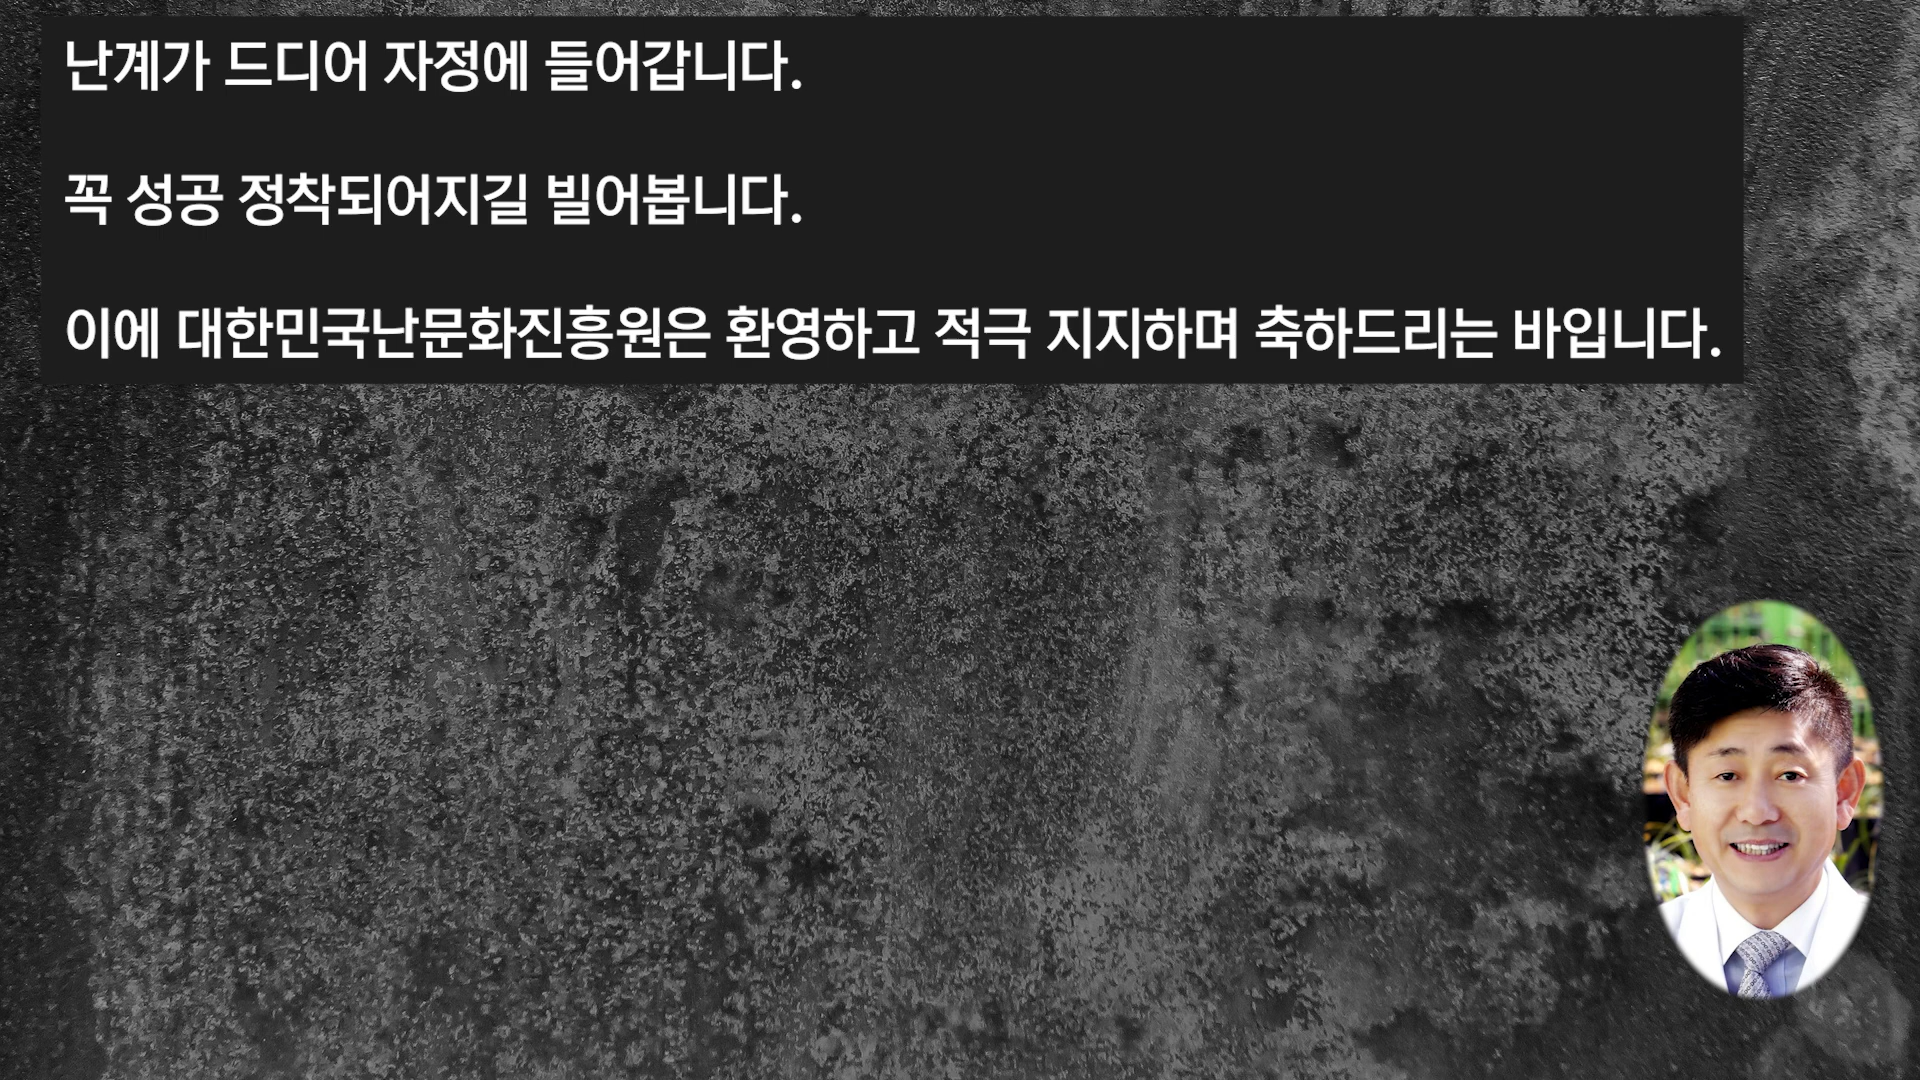 난계가 드디어 자정에 들어갑니다.
꼭 성공 정착되어지길 빌어봅니다.
이에 대한민국난문화진흥원은 환영하고 적극 지지하며 축하드리는 바입니다.